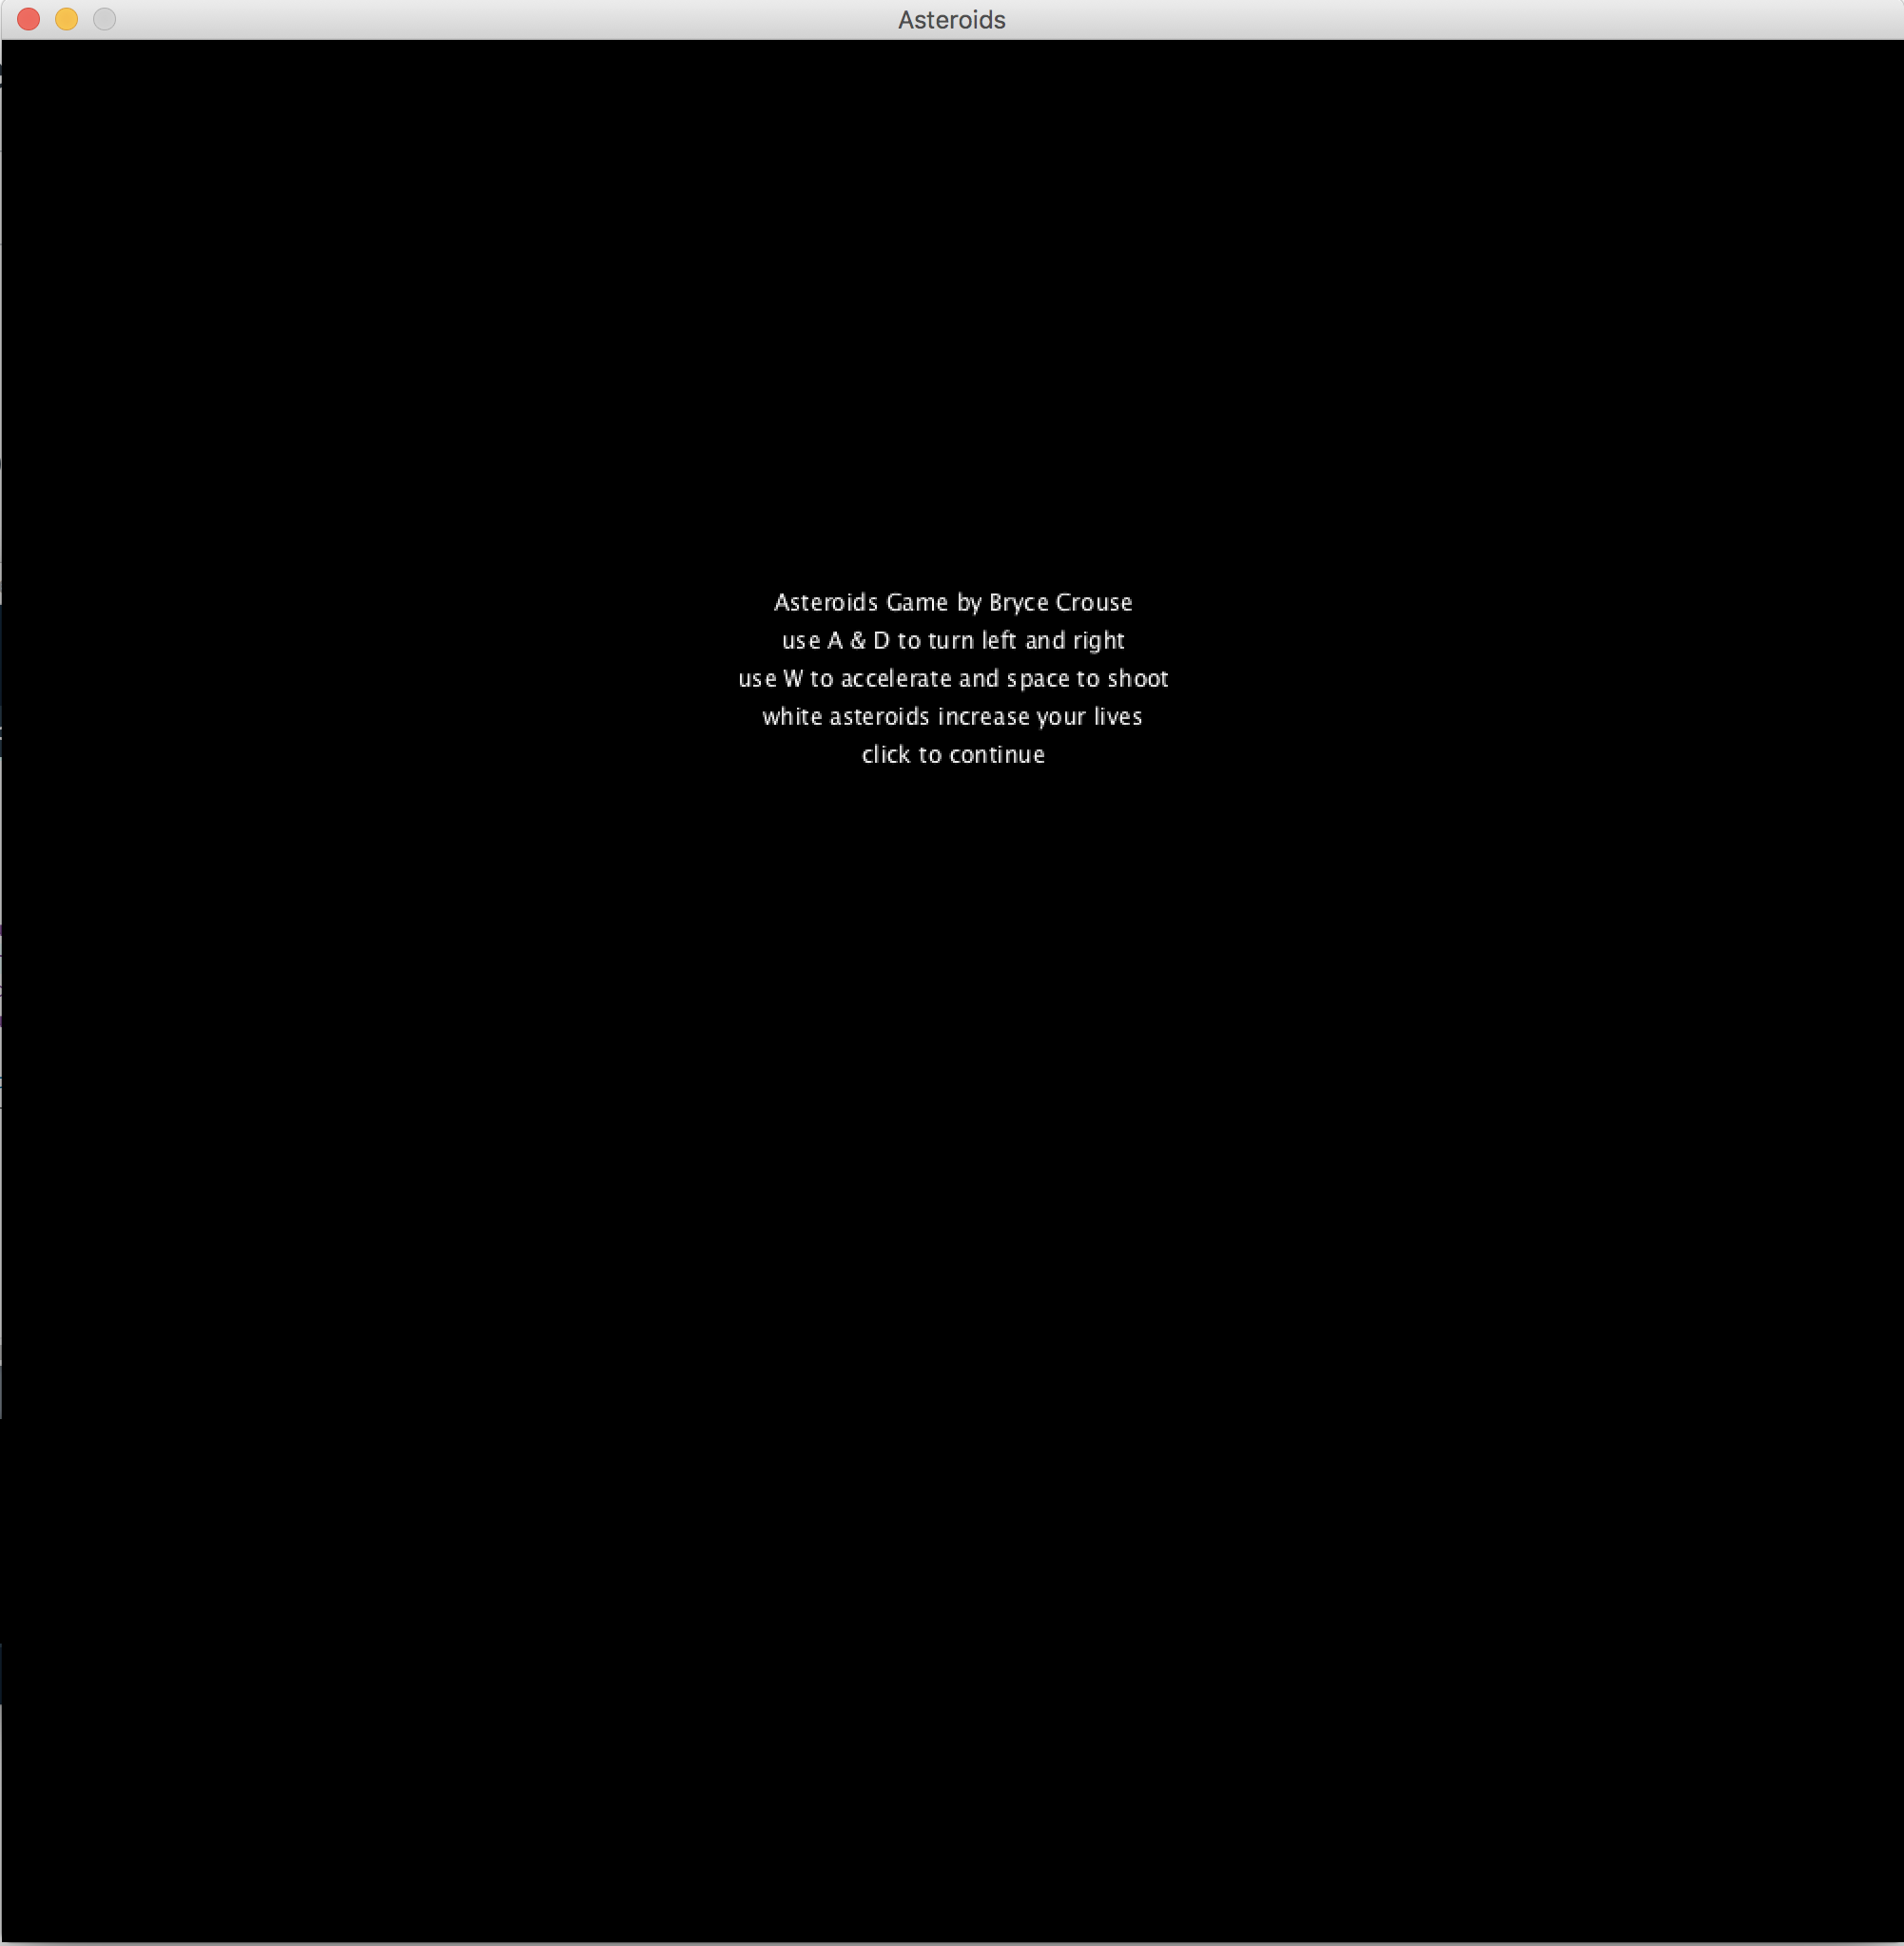 Asteroids
Asteroids Game by Bryce Crouse
use A & D to turn left and right
use W to accelerate and space to shoot
white asteroids increase your lives
click to continue